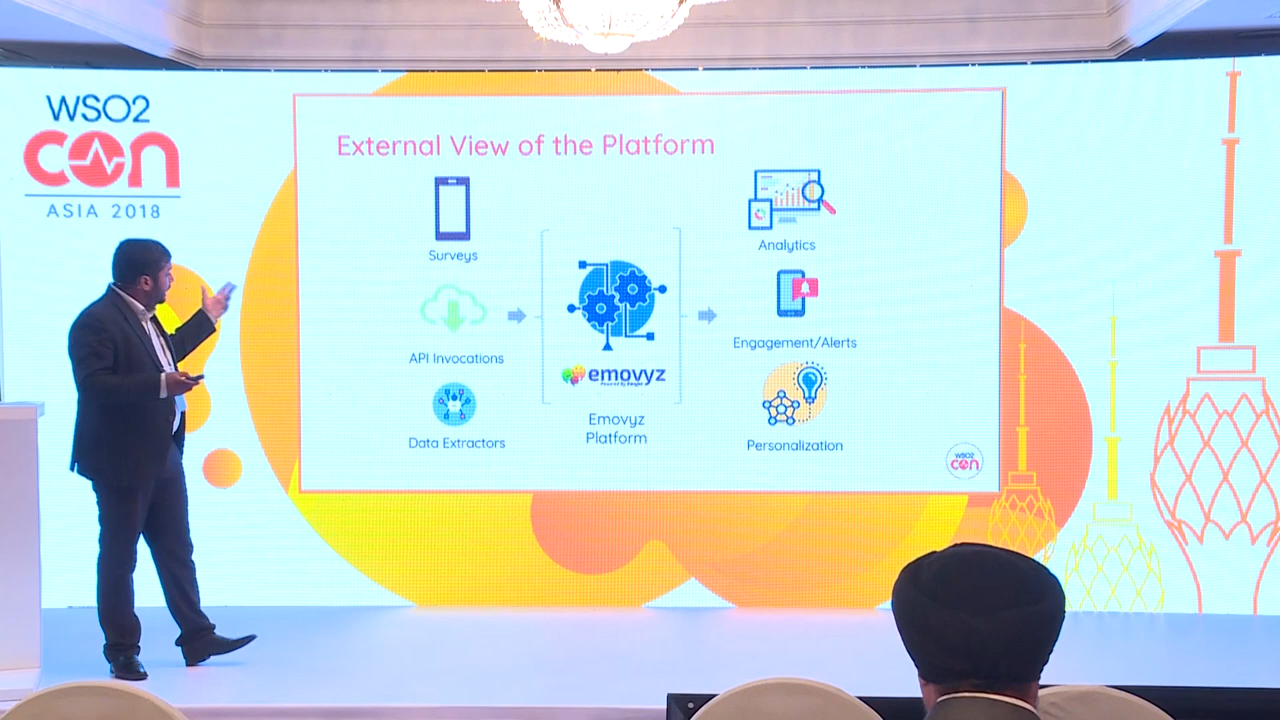 WSO2
CON
ASIA 2018
External View of the Platform
Surveys
API Invocations
Data Extractors
emovyz
Emovyz
Platform
Analytics
Engagement/Alerts
Personalization
WSO2
CON